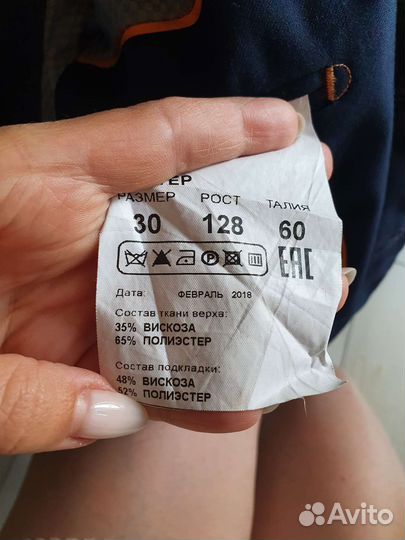 РАЗМЕР РОСТ ТАЛИЯ
30 128 60
P
EAC
Дата: ФЕВРАЛЬ 2018
Состав ткани верха:
35% ВИСКОЗА
65% ПОЛИЭСТЕР
Состав подкладки:
48% ВИСКОЗА
52% ПОЛИЭСТЕР
Avito